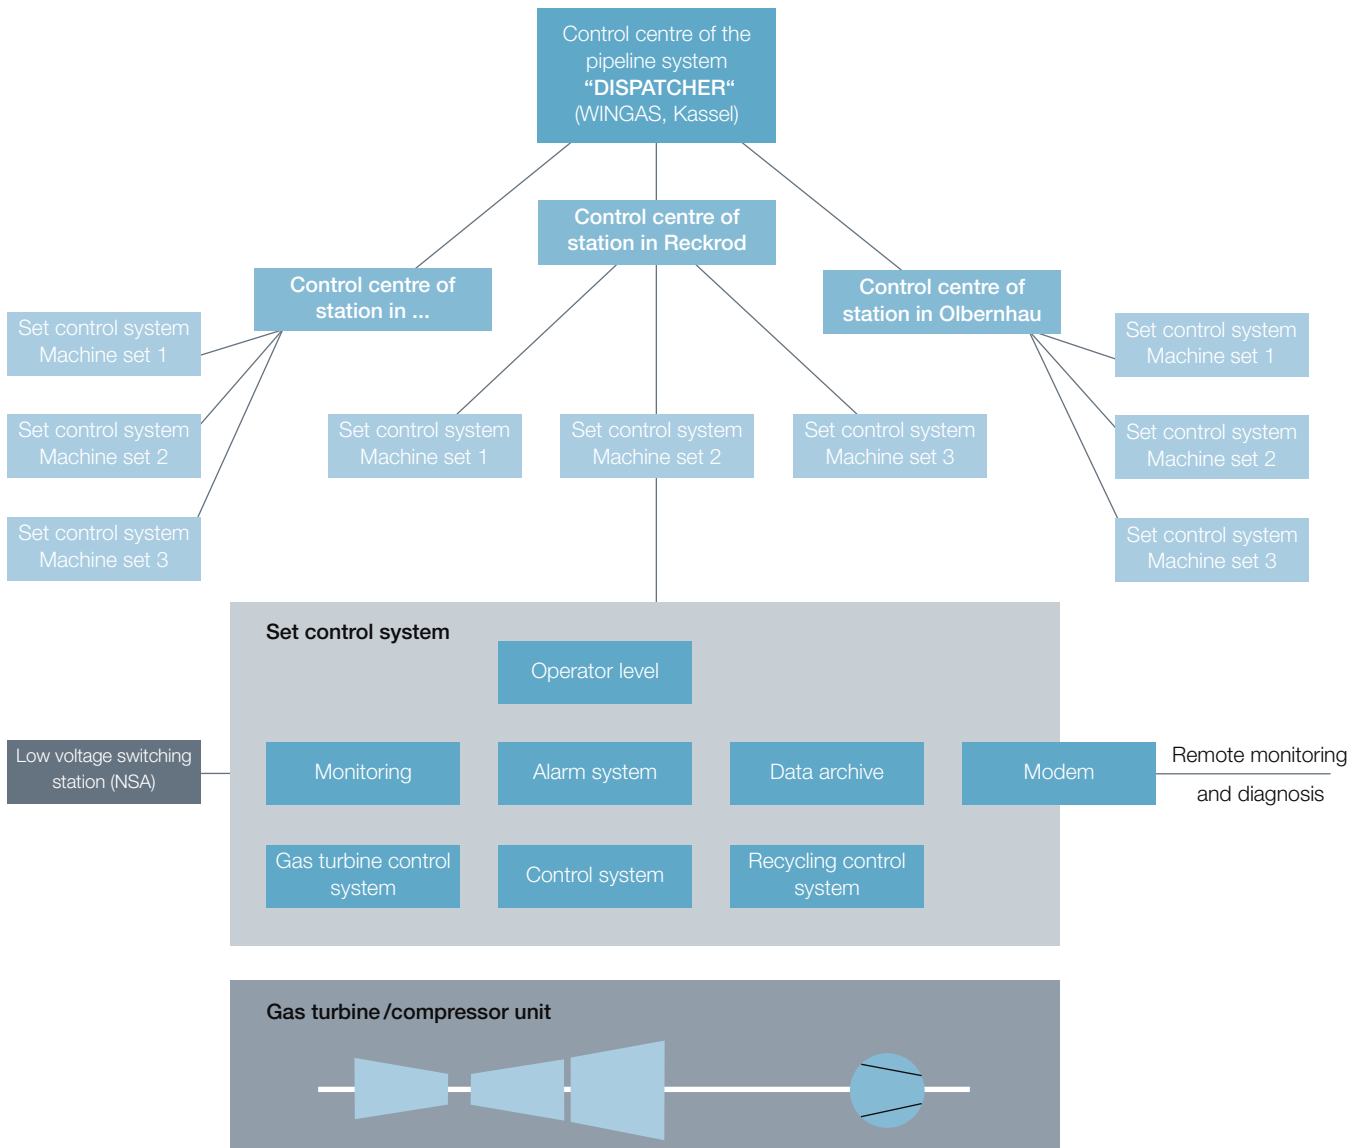 Control centre of the
pipeline system
“DISPATCHER“
(WINGAS, Kassel)
Control centre of
station in Reckrod
Control centre of
station in ...
Control centre of
station in Olbernhau
Set control system
Machine set 1
Set control system
Machine set 2
Set control system
Machine set 3
Set control system
Machine set 1
Set control system
Machine set 2
Set control system
Machine set 3
Set control system
Machine set 1
Set control system
Machine set 2
Set control system
Machine set 3
Set control system
Operator level
Low voltage switching
station (NSA)
Monitoring
Alarm system
Data archive
Modem
Remote monitoring
and diagnosis
Gas turbine control
system
Control system
Recycling control
system
Gas turbine/compressor unit